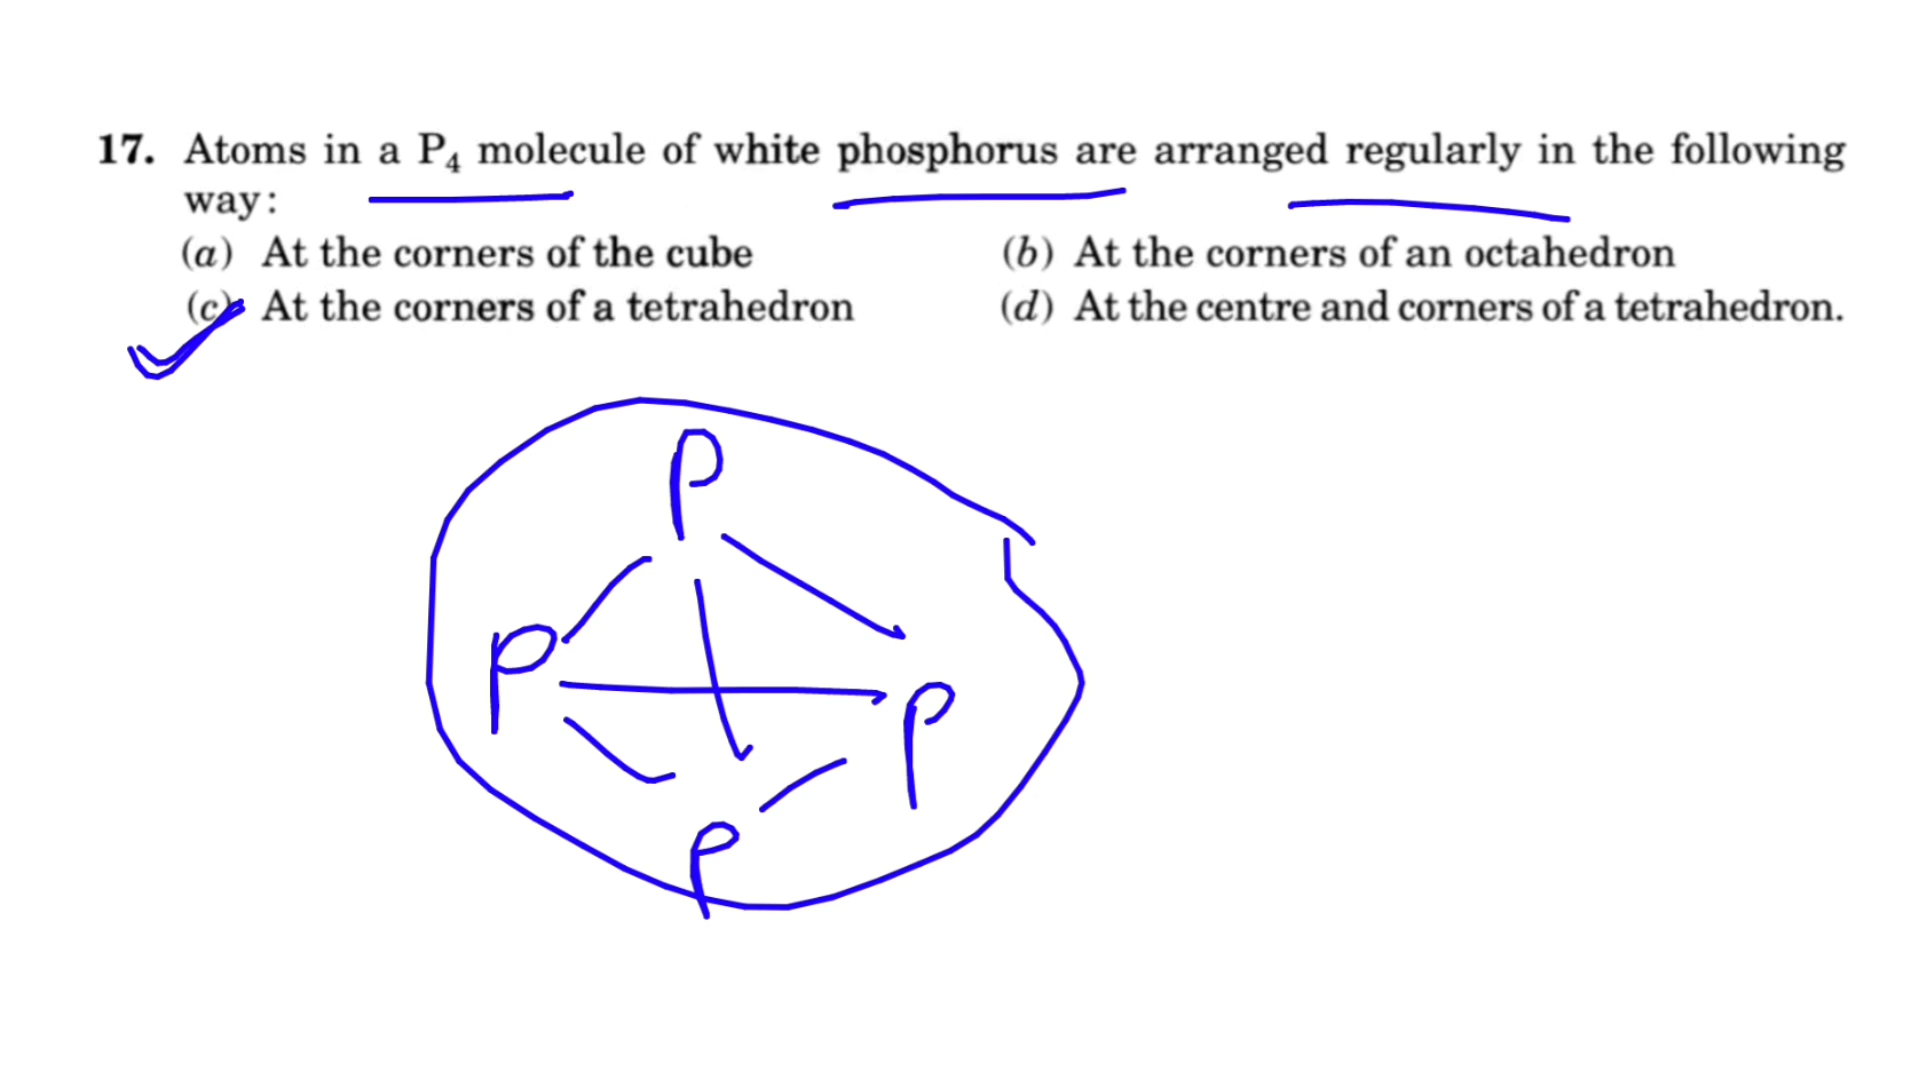 17. Atoms in a P₄ molecule of white phosphorus are arranged regularly in the following
way:
(a) At the corners of the cube (b) At the corners of an octahedron
(c) At the corners of a tetrahedron (d) At the centre and corners of a tetrahedron.
P
P
P
P